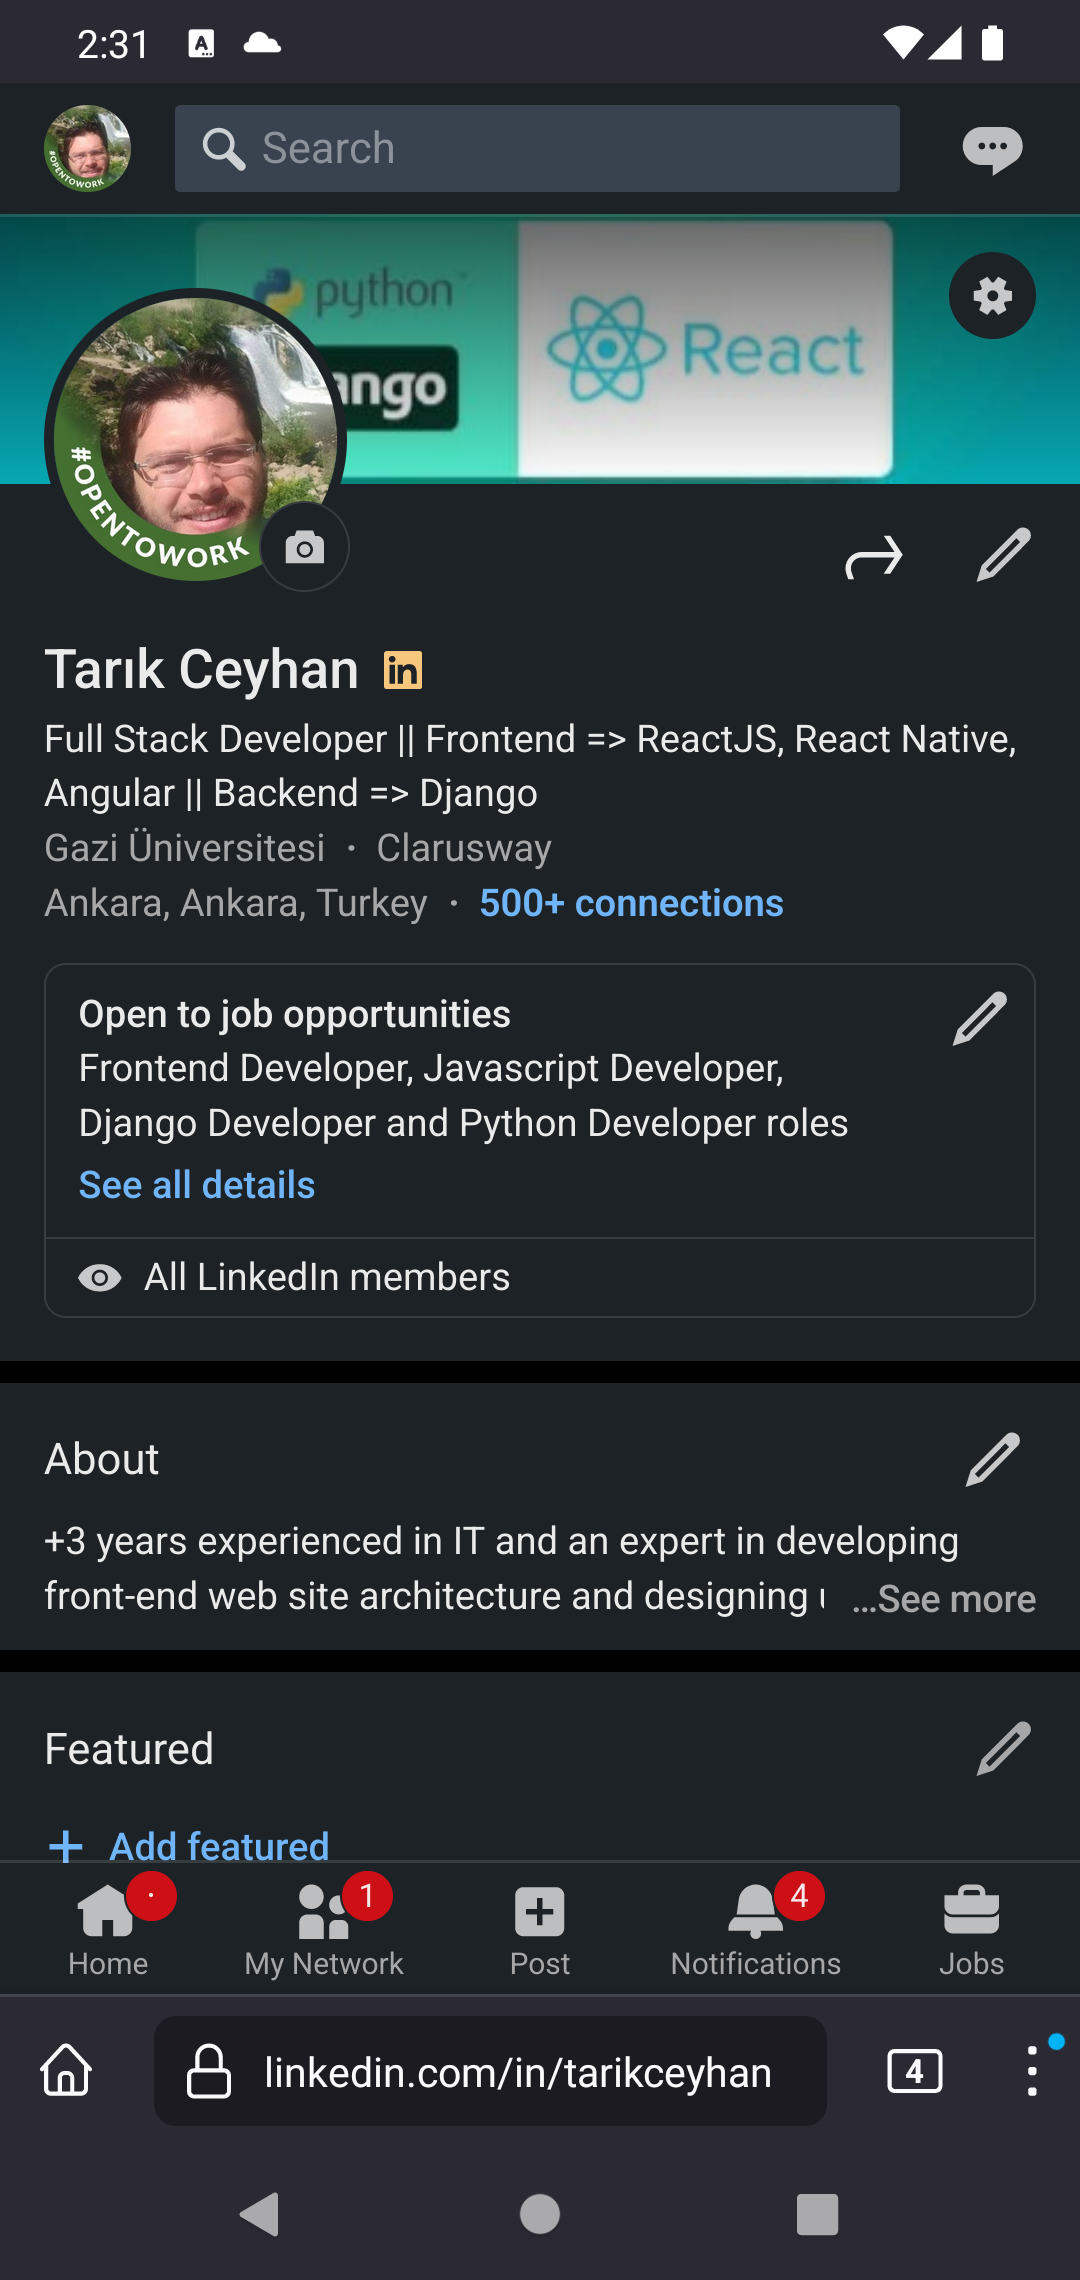 2:31
Search
python
ango
React
#OPENTOWORK
#OPENTOWORK
Tarık Ceyhan in
Full Stack Developer || Frontend => ReactJS, React Native,
Angular || Backend => Django
Gazi Üniversitesi · Clarusway
Ankara, Ankara, Turkey · 500+ connections
Open to job opportunities
Frontend Developer, Javascript Developer,
Django Developer and Python Developer roles
See all details
All LinkedIn members
About
+3 years experienced in IT and an expert in developing
front-end web site architecture and designing ...See more
Featured
+ Add featured
1
4
Home My Network Post Notifications Jobs
linkedin.com/in/tarikceyhan 4